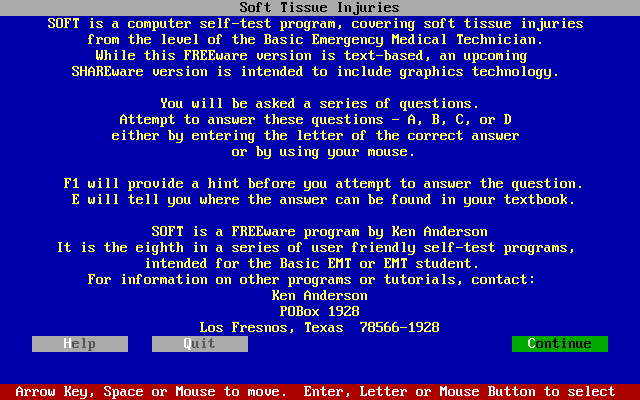 Soft Tissue Injuries
SOFT is a computer self-test program, covering soft tissue injuries
from the level of the Basic Emergency Medical Technician.
While this FREEware version is text-based, an upcoming
SHAREware version is intended to include graphics technology.
You will be asked a series of questions.
Attempt to answer these questions - A, B, C, or D
either by entering the letter of the correct answer
or by using your mouse.
F1 will provide a hint before you attempt to answer the question.
E will tell you where the answer can be found in your textbook.
SOFT is a FREEware program by Ken Anderson
It is the eighth in a series of user friendly self-test programs,
intended for the Basic EMT or EMT student.
For information on other programs or tutorials, contact:
Ken Anderson
POBox 1928
Los Fresnos, Texas  78566-1928
Help Quit Continue
Arrow Key, Space or Mouse to move.  Enter, Letter or Mouse Button to select